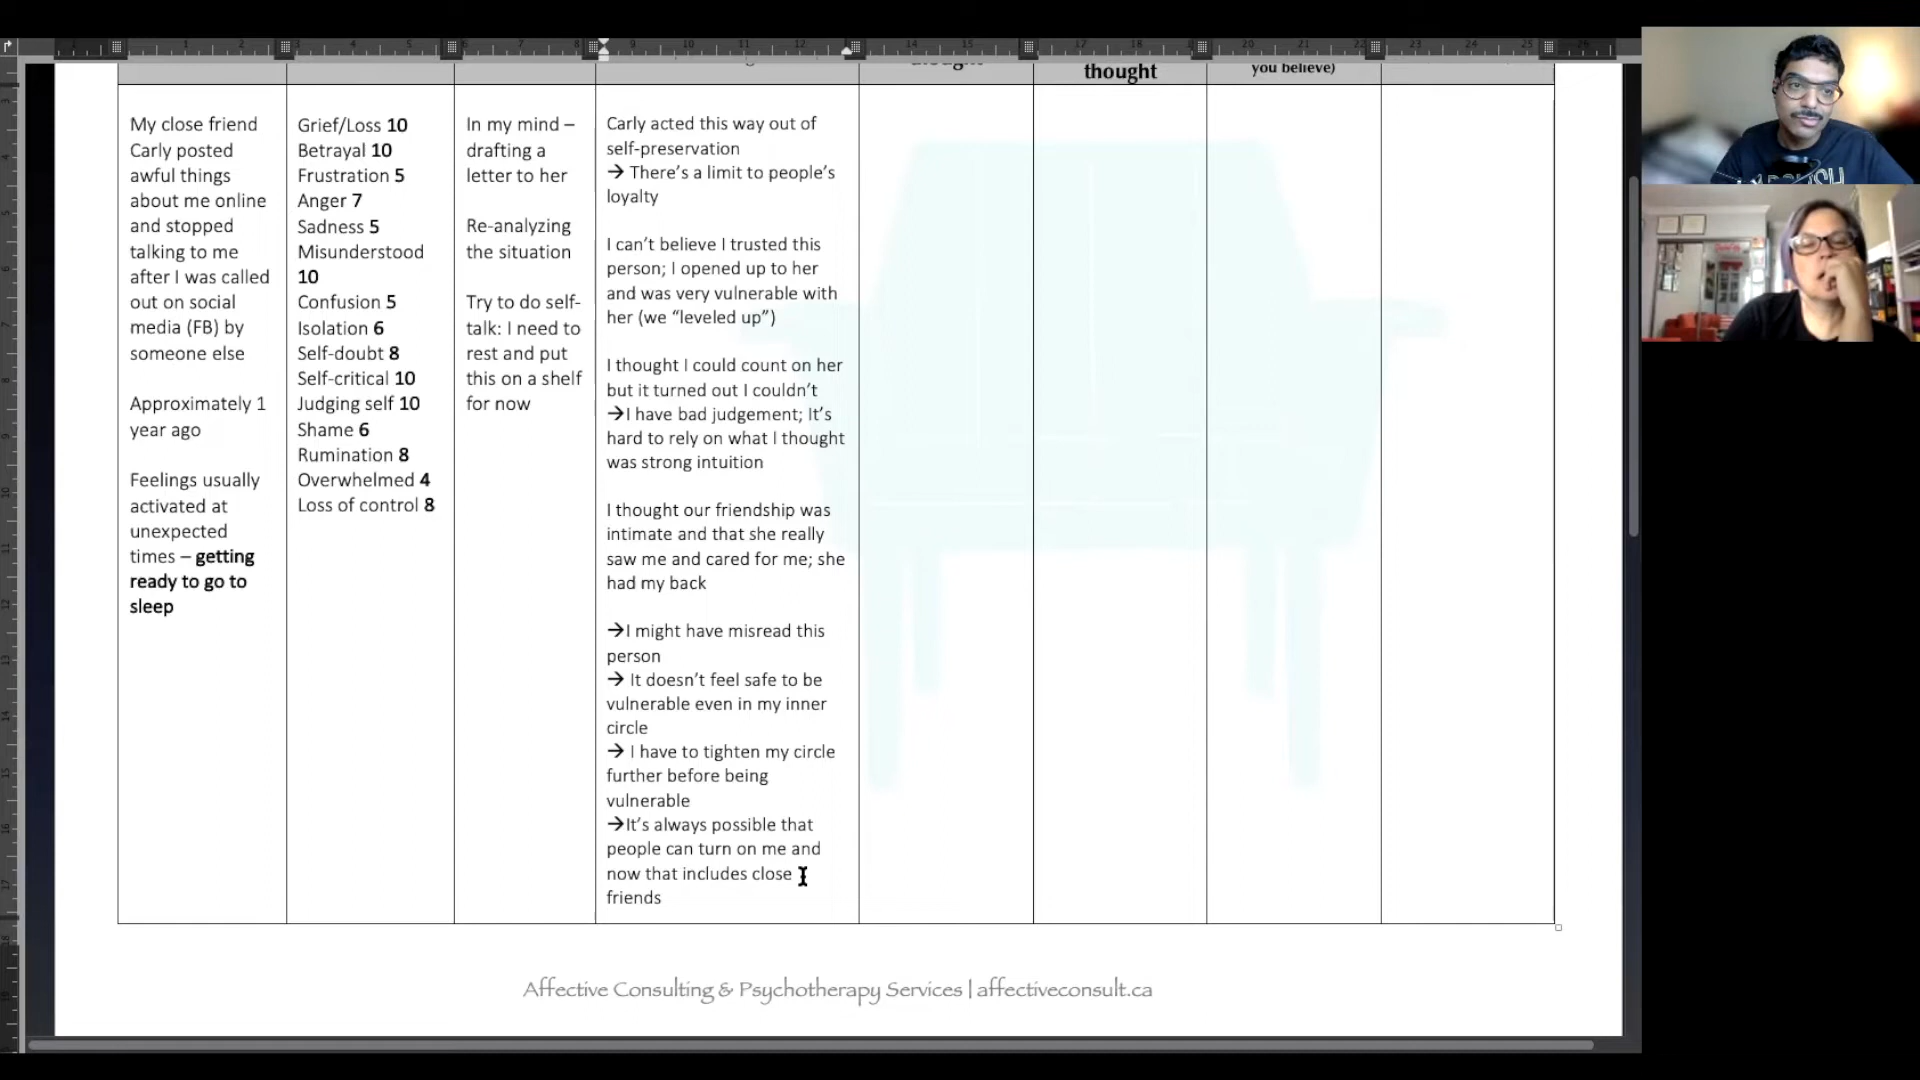 thought
you believe)
My close friend
Carly posted
awful things
about me online
and stopped
talking to me
after I was called
out on social
media (FB) by
someone else
Approximately 1
year ago
Feelings usually
activated at
unexpected
times – getting
ready to go to
sleep
Grief/Loss 10
Betrayal 10
Frustration 5
Anger 7
Sadness 5
Misunderstood
10
Confusion 5
Isolation 6
Self-doubt 8
Self-critical 10
Judging self 10
Shame 6
Rumination 8
Overwhelmed 4
Loss of control 8
In my mind –
drafting a
letter to her
Re-analyzing
the situation
Try to do self-
talk: I need to
rest and put
this on a shelf
for now
Carly acted this way out of
self-preservation
→ There’s a limit to people’s
loyalty
I can’t believe I trusted this
person; I opened up to her
and was very vulnerable with
her (we “leveled up”)
I thought I could count on her
but it turned out I couldn’t
→I have bad judgement; It’s
hard to rely on what I thought
was strong intuition
I thought our friendship was
intimate and that she really
saw me and cared for me; she
had my back
→I might have misread this
person
→ It doesn’t feel safe to be
vulnerable even in my inner
circle
→ I have to tighten my circle
further before being
vulnerable
→It’s always possible that
people can turn on me and
now that includes close
friends
Affective Consulting & Psychotherapy Services | affectiveconsult.ca